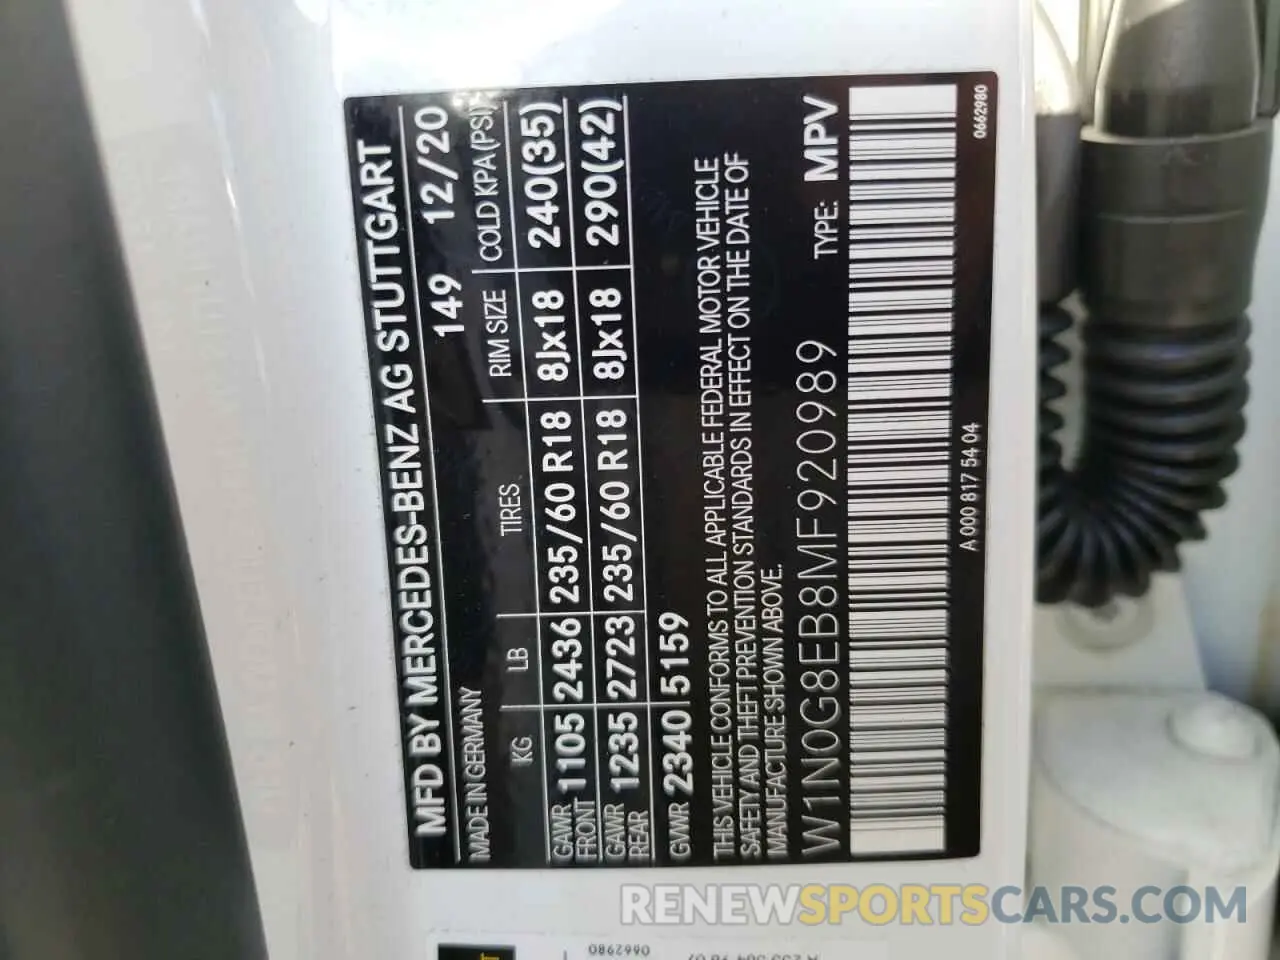 MFD BY MERCEDES-BENZ AG STUTTGART
MADE IN GERMANY 149 12/20
KG LB TIRES RIM SIZE COLD KPA(PSI)
GAWR FRONT 1105 2436 235/60 R18 8Jx18 240(35)
GAWR REAR 1235 2723 235/60 R18 8Jx18 290(42)
GVWR 2340 5159
THIS VEHICLE CONFORMS TO ALL APPLICABLE FEDERAL MOTOR VEHICLE
SAFETY AND THEFT PREVENTION STANDARDS IN EFFECT ON THE DATE OF
MANUFACTURE SHOWN ABOVE.
W1N0G8EB8MF920989 TYPE: MPV
A 000 817 54 04 0662980
0662980
RENEWSPORTSCARS.COM